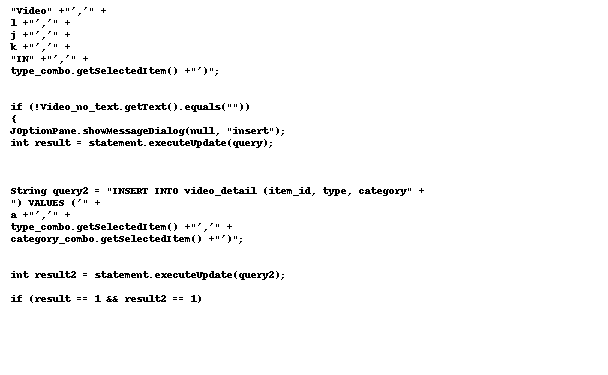 "Video" +"','" +
l +"','" +
j +"','" +
k +"','" +
"IN" +"','" +
type_combo.getSelectedItem() +"')";
if (!Video_no_text.getText().equals(""))
{
JOptionPane.showMessageDialog(null, "insert");
int result = statement.executeUpdate(query);
String query2 = "INSERT INTO video_detail (item_id, type, category" +
") VALUES ('" +
a +"','" +
type_combo.getSelectedItem() +"','" +
category_combo.getSelectedItem() +"')";
int result2 = statement.executeUpdate(query2);
if (result == 1 && result2 == 1)